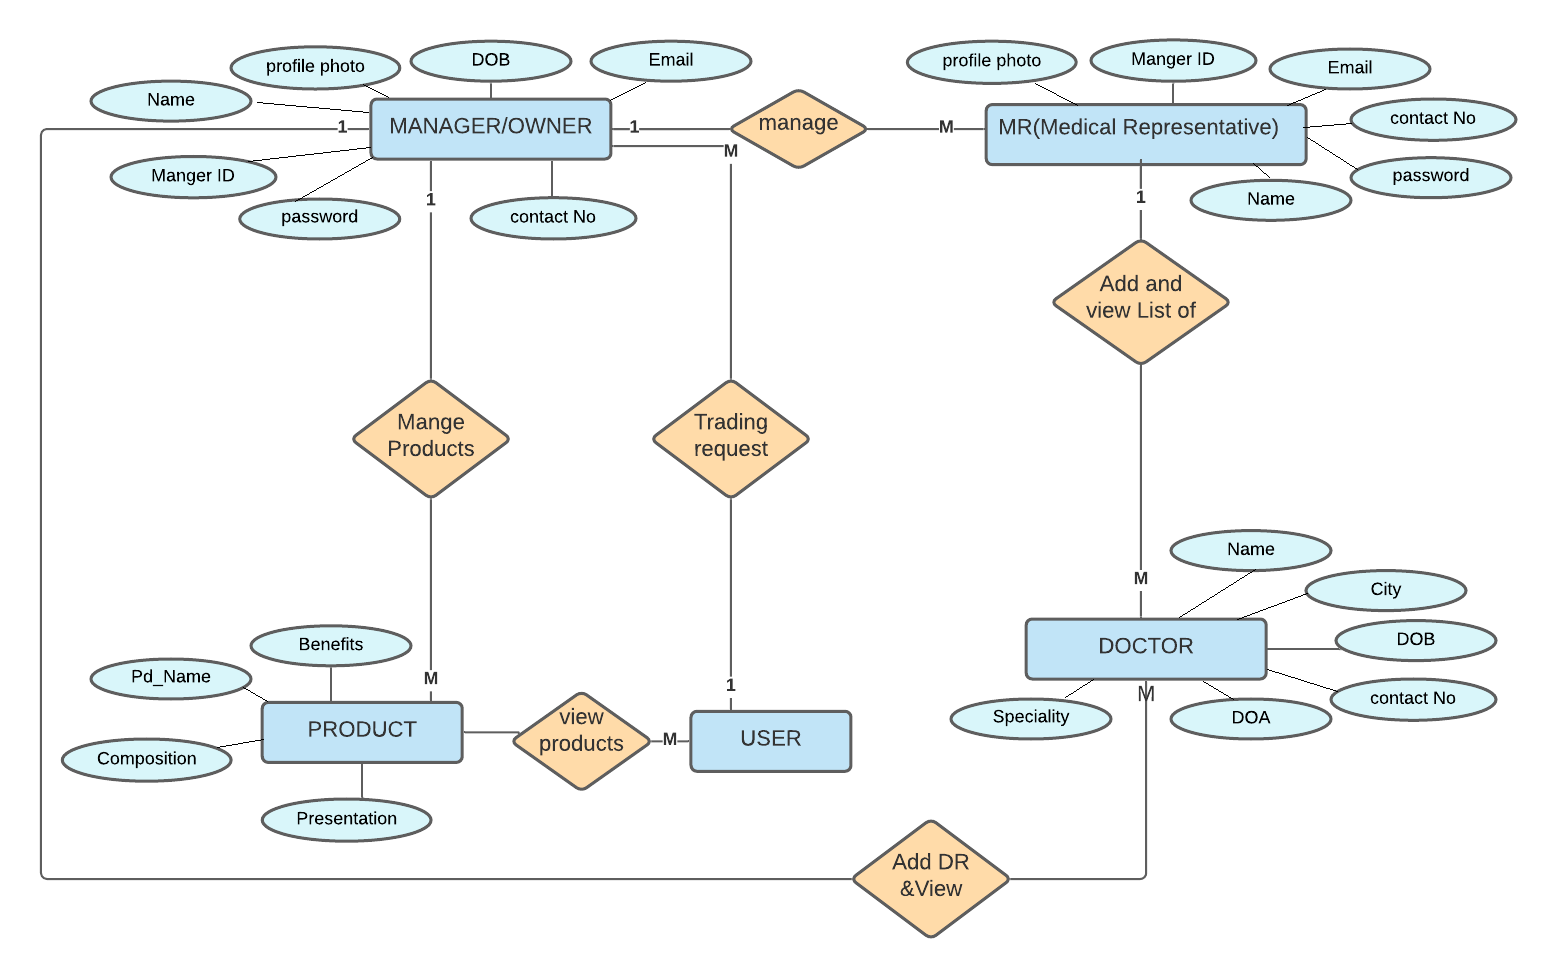 profile photo
DOB
Email
Name
MANAGER/OWNER
1
1
M
manage
M
Manger ID
password
contact No
1
profile photo
Manger ID
Email
contact No
MR(Medical Representative)
password
Name
1
Add and
view List of
Mange
Products
Trading
request
M
Name
City
DOB
DOCTOR
contact No
Speciality
M
DOA
Benefits
Pd_Name
M
1
PRODUCT
view
products
M
USER
Composition
Presentation
Add DR
&View